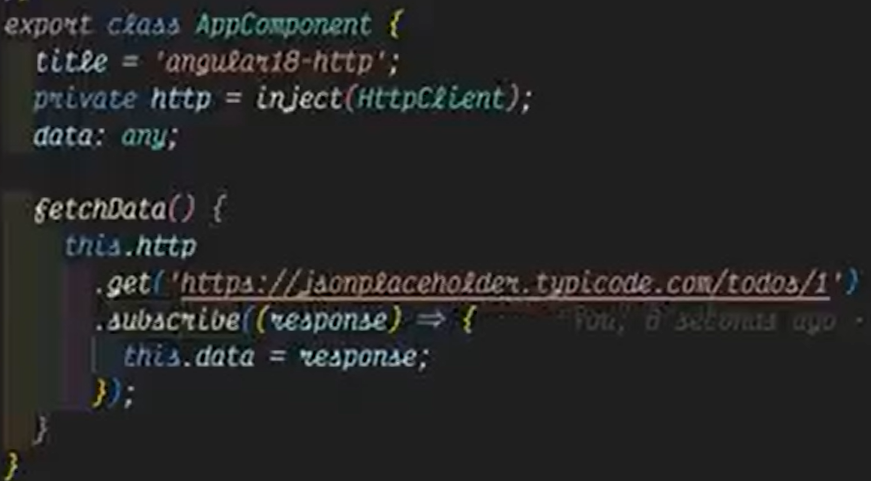 export class AppComponent {
title = 'angular18-http';
private http = inject(HttpClient);
data: any;
fetchData() {
this.http
.get('https://jsonplaceholder.typicode.com/todos/1')
.subscribe((response) => { You, 8 seconds ago
this.data = response;
});
}
}